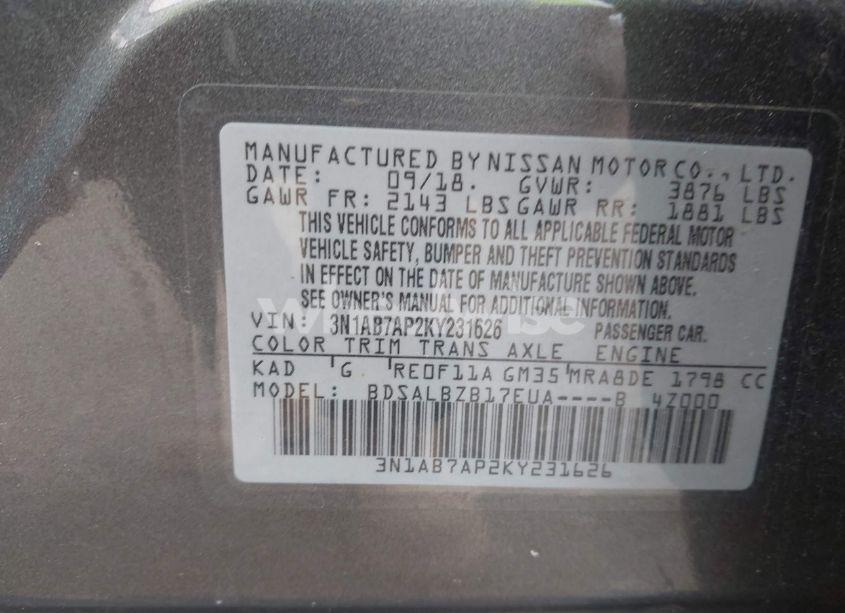 MANUFACTURED BY NISSAN MOTOR CO., LTD.
DATE: 09/18. GVWR: 3876 LBS
GAWR FR: 2143 LBS GAWR RR: 1881 LBS
THIS VEHICLE CONFORMS TO ALL APPLICABLE FEDERAL MOTOR
VEHICLE SAFETY, BUMPER AND THEFT PREVENTION STANDARDS
IN EFFECT ON THE DATE OF MANUFACTURE SHOWN ABOVE.
SEE OWNER'S MANUAL FOR ADDITIONAL INFORMATION.
VIN: 3N1AB7AP2KY231626 PASSENGER CAR.
COLOR TRIM TRANS AXLE ENGINE
KAD G RE0F11A GM35 MRA8DE 1798 CC
MODEL: BDSALBZB17EUA----B 4Z000
3N1AB7AP2KY231626